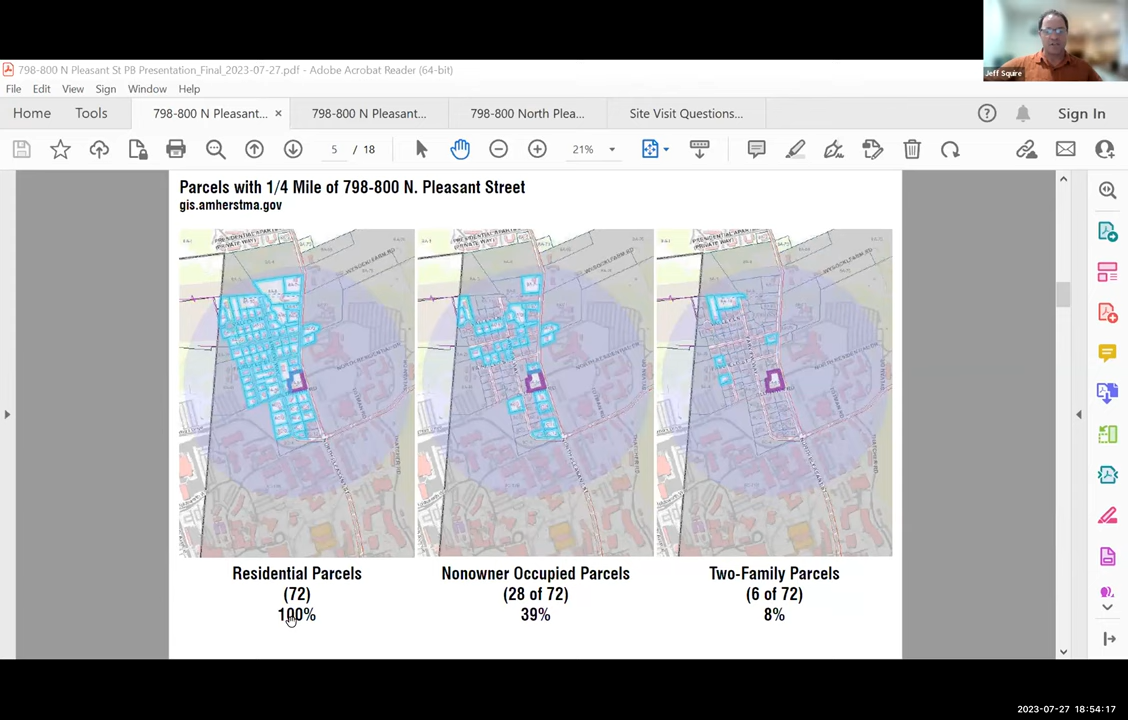 Jeff Squire
798-800 N Pleasant St PB Presentation_Final_2023-07-27.pdf - Adobe Acrobat Reader (64-bit)
File Edit View Sign Window Help
Home Tools 798-800 N Pleasant... × 798-800 N Pleasant... 798-800 North Plea... Site Visit Questions... Sign In
5 / 18 21%
Parcels with 1/4 Mile of 798-800 N. Pleasant Street
gis.amherstma.gov
Residential Parcels
(72)
100%
Nonowner Occupied Parcels
(28 of 72)
39%
Two-Family Parcels
(6 of 72)
8%
2023-07-27 18:54:17